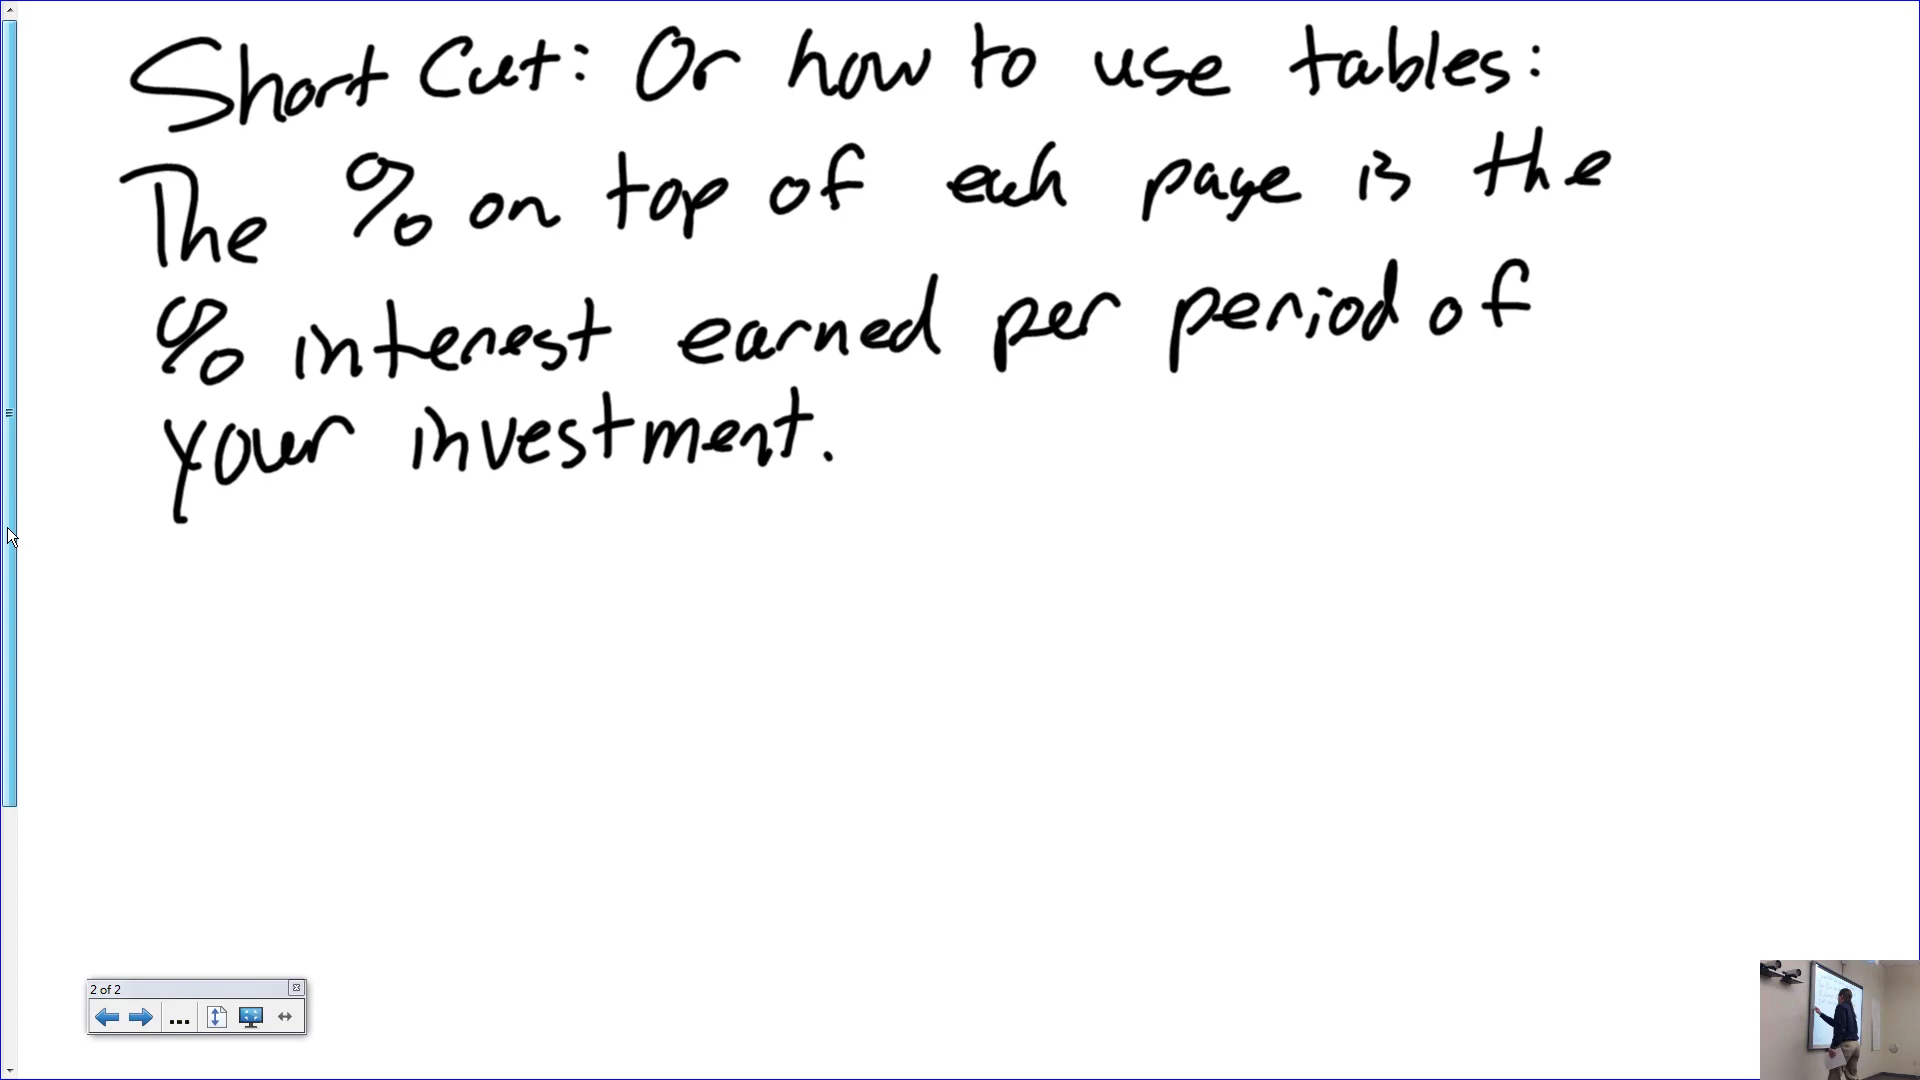 Short Cut: Or how to use tables:
The % on top of each page is the
% interest earned per period of
your investment.
2 of 2
...